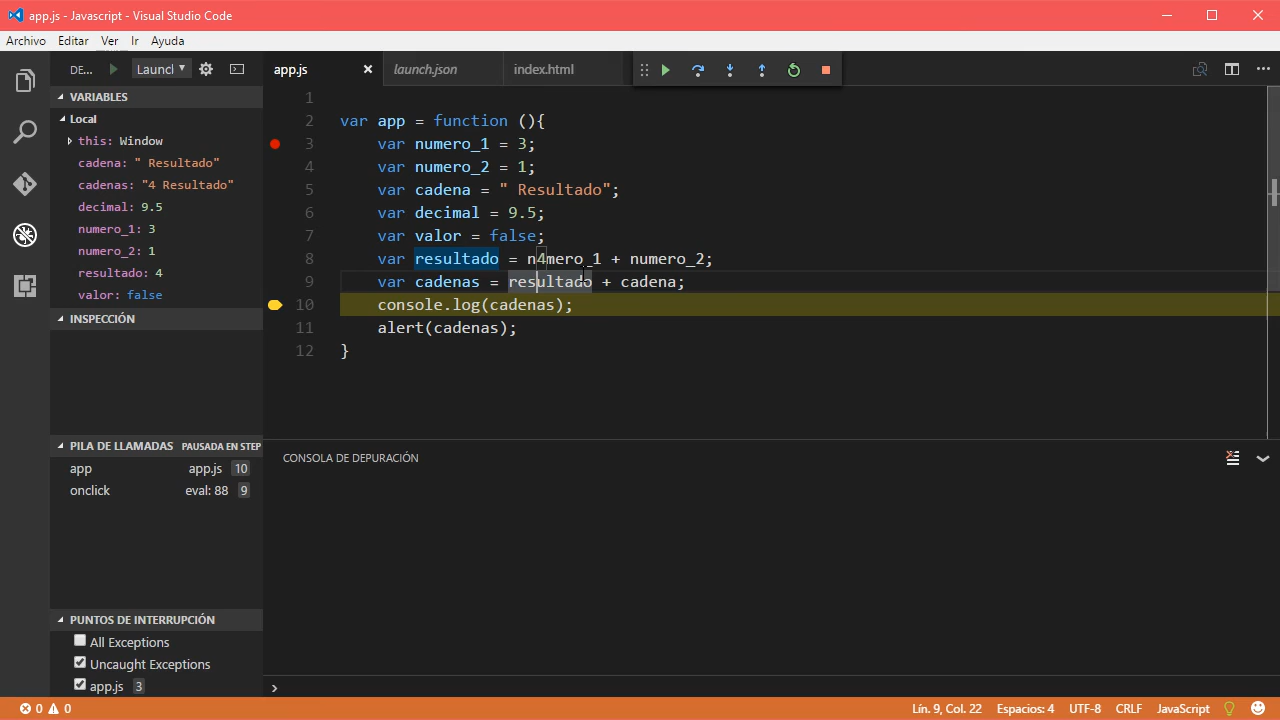 app.js - Javascript - Visual Studio Code
Archivo Editar Ver Ir Ayuda
DE... Launcl app.js launch.json index.html
VARIABLES
Local
this: Window
cadena: " Resultado"
cadenas: "4 Resultado"
decimal: 9.5
numero_1: 3
numero_2: 1
resultado: 4
valor: false
INSPECCIÓN
PILA DE LLAMADAS PAUSADA EN STEP
app app.js 10
onclick eval: 88 9
PUNTOS DE INTERRUPCIÓN
All Exceptions
Uncaught Exceptions
app.js 3
1
2 var app = function (){
3 var numero_1 = 3;
4 var numero_2 = 1;
5 var cadena = " Resultado";
6 var decimal = 9.5;
7 var valor = false;
8 var resultado = n4mero_1 + numero_2;
9 var cadenas = resultado + cadena;
10 console.log(cadenas);
11 alert(cadenas);
12 }
CONSOLA DE DEPURACIÓN
›
0 0 Lín. 9, Col. 22 Espacios: 4 UTF-8 CRLF JavaScript